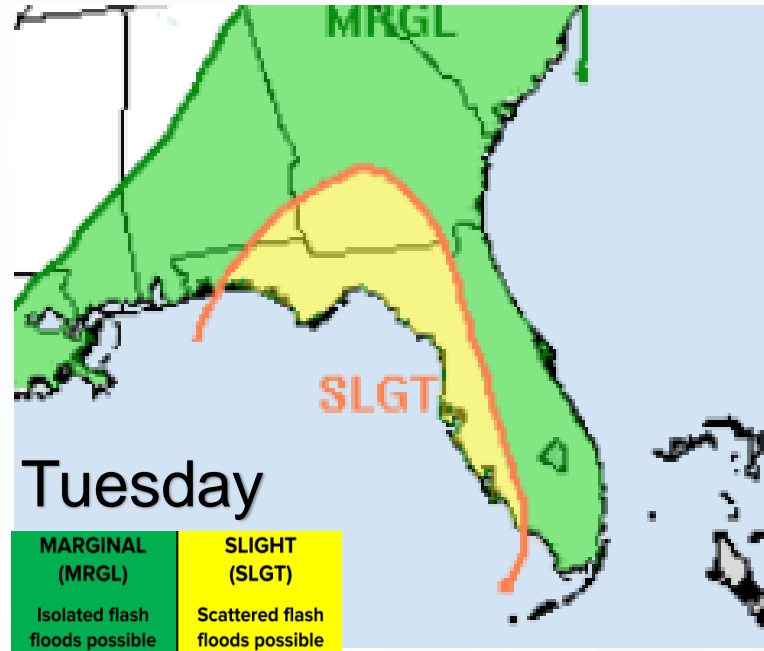 MRGL
SLGT
Tuesday
MARGINAL
(MRGL)
Isolated flash
floods possible
SLIGHT
(SLGT)
Scattered flash
floods possible